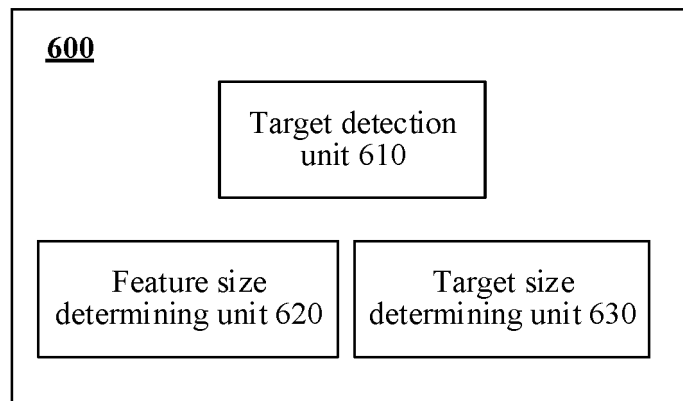 600
Target detection
unit 610
Feature size
determining unit 620
Target size
determining unit 630